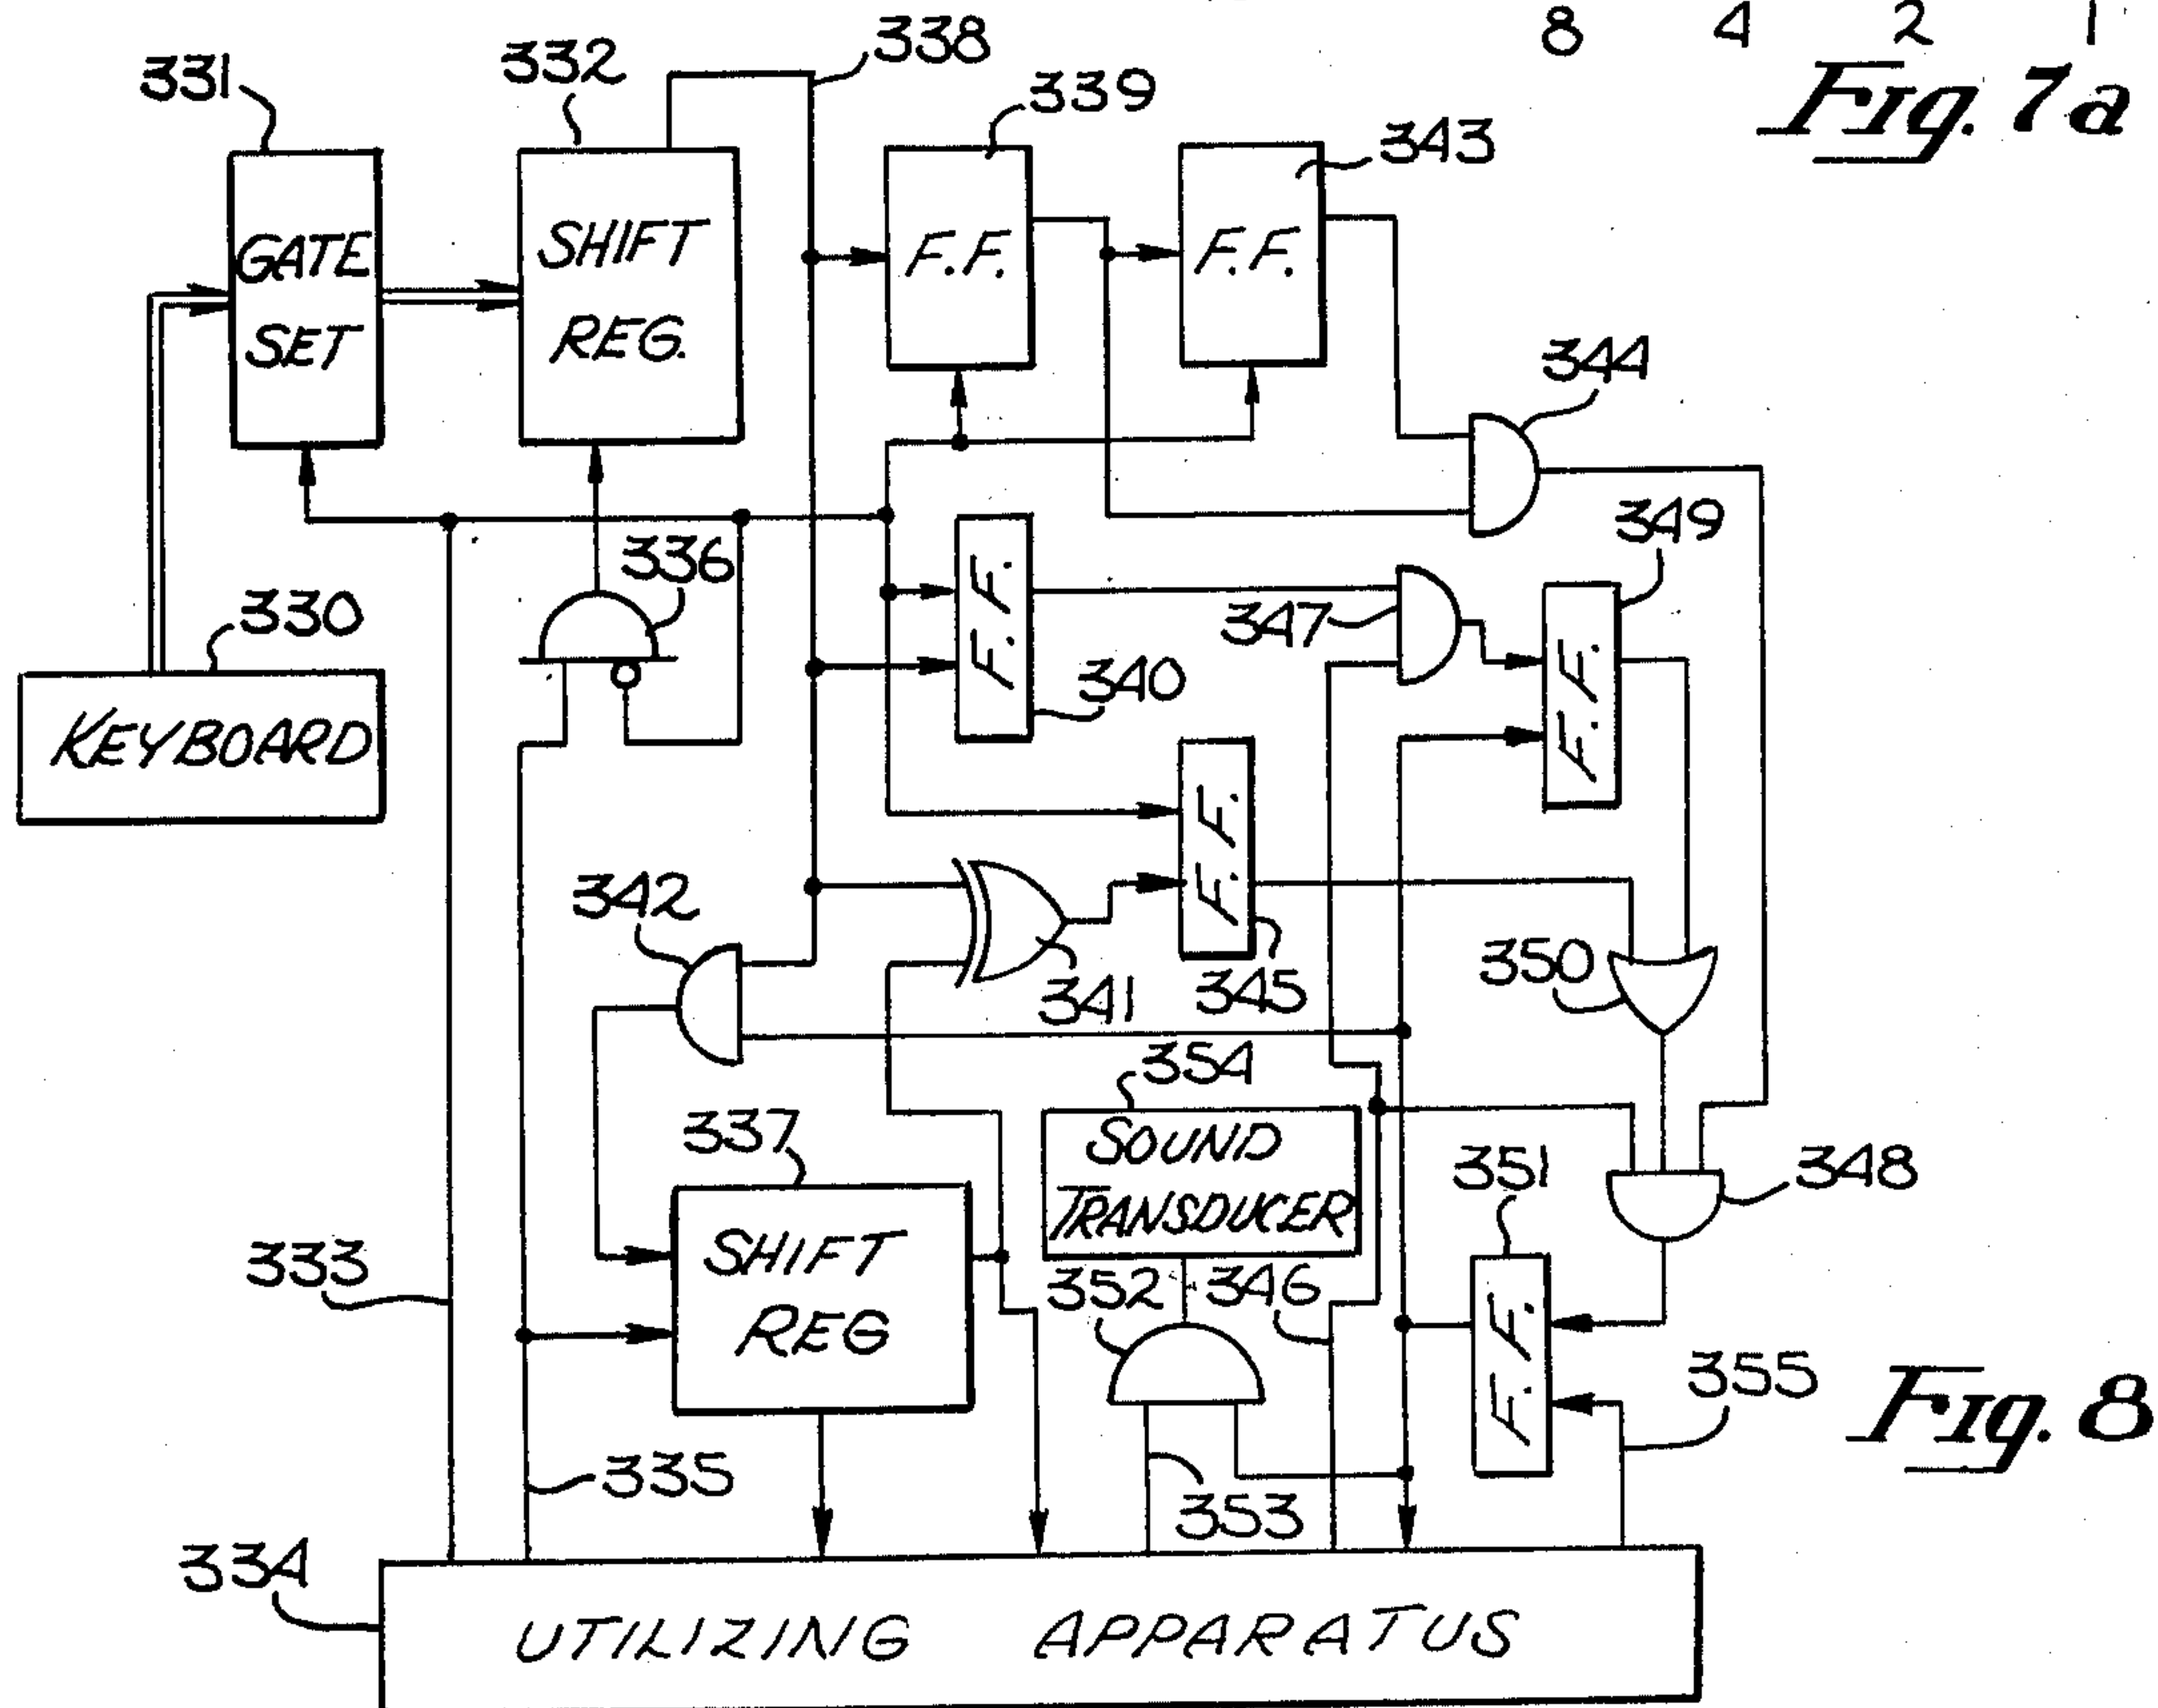 8 4 2 1
Fig. 7a
338
332
331
339
343
GATE
SET
SHIFT
REG.
F.F.
F.F.
344
349
336
330
347
F.F.
F.F.
340
KEYBOARD
F.F.
342
341
345
350
354
337
SOUND
TRANSDUCER
351
348
333
SHIFT
REG
352
346
F.F.
355
Fig. 8
335
353
334
UTILIZING APPARATUS